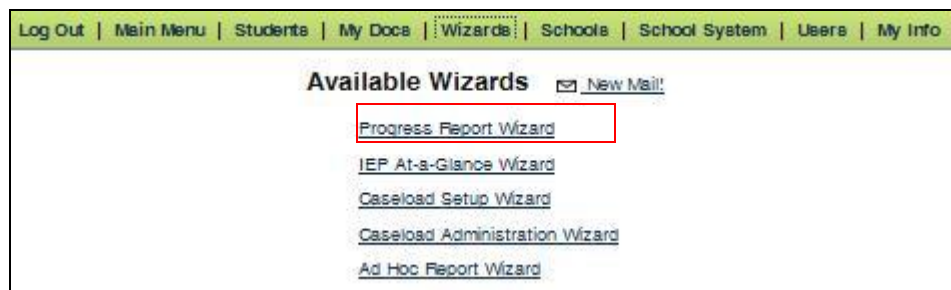 Log Out | Main Menu | Students | My Docs | Wizards | Schools | School System | Users | My Info
Available Wizards New Mail!
Progress Report Wizard
IEP At-a-Glance Wizard
Caseload Setup Wizard
Caseload Administration Wizard
Ad Hoc Report Wizard